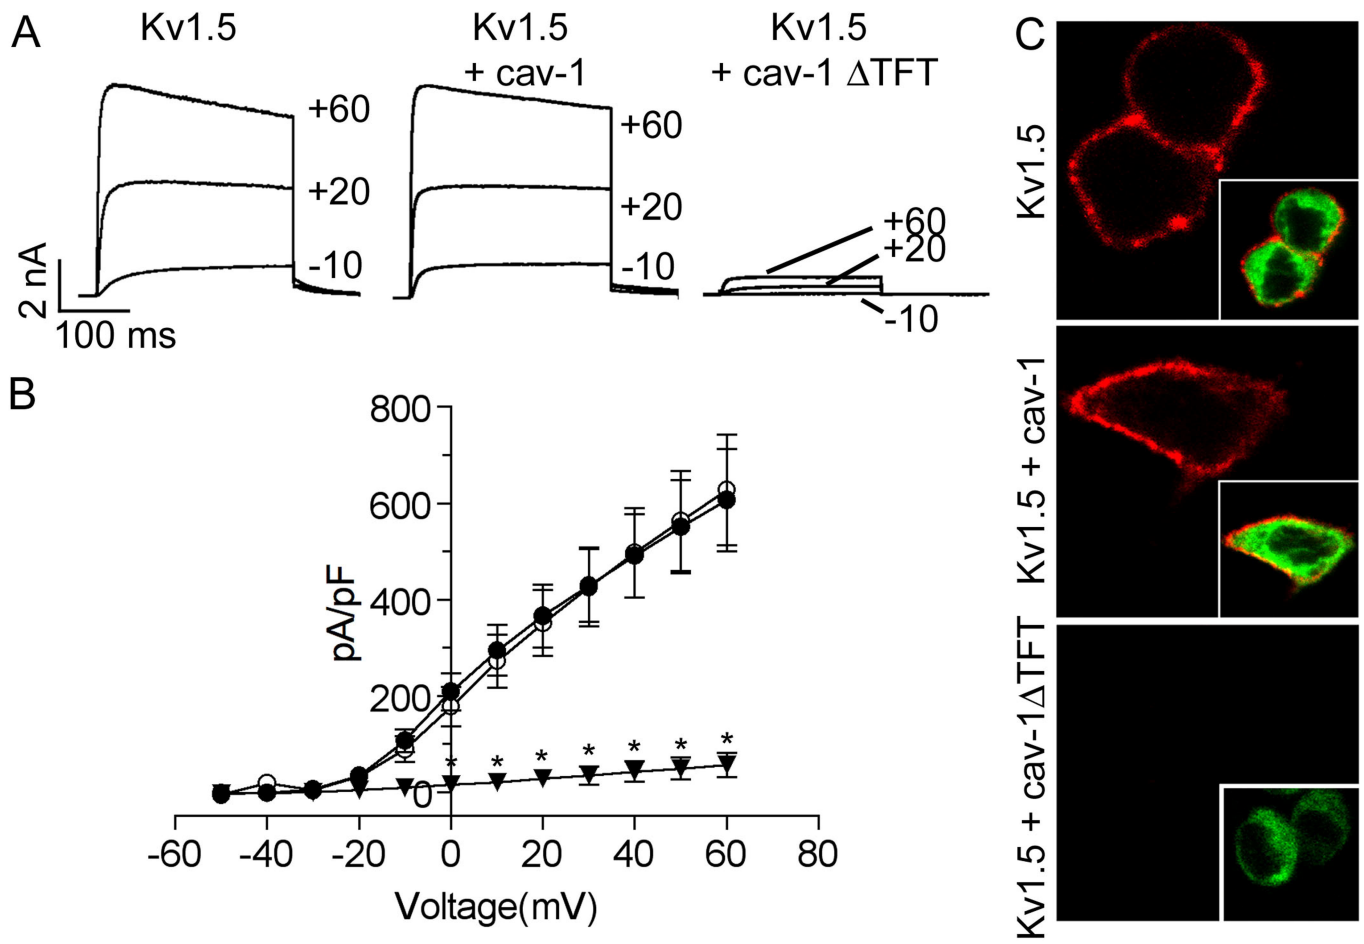 A
Kv1.5
Kv1.5
+ cav-1
Kv1.5
+ cav-1 ΔTFT
+60
+20
-10
+60
+20
-10
+60
+20
-10
2 nA
100 ms
B
800
600
400
200
0
pA/pF
* * * * * * *
-60 -40 -20 0 20 40 60 80
Voltage(mV)
C
Kv1.5
Kv1.5 + cav-1
Kv1.5 + cav-1ΔTFT